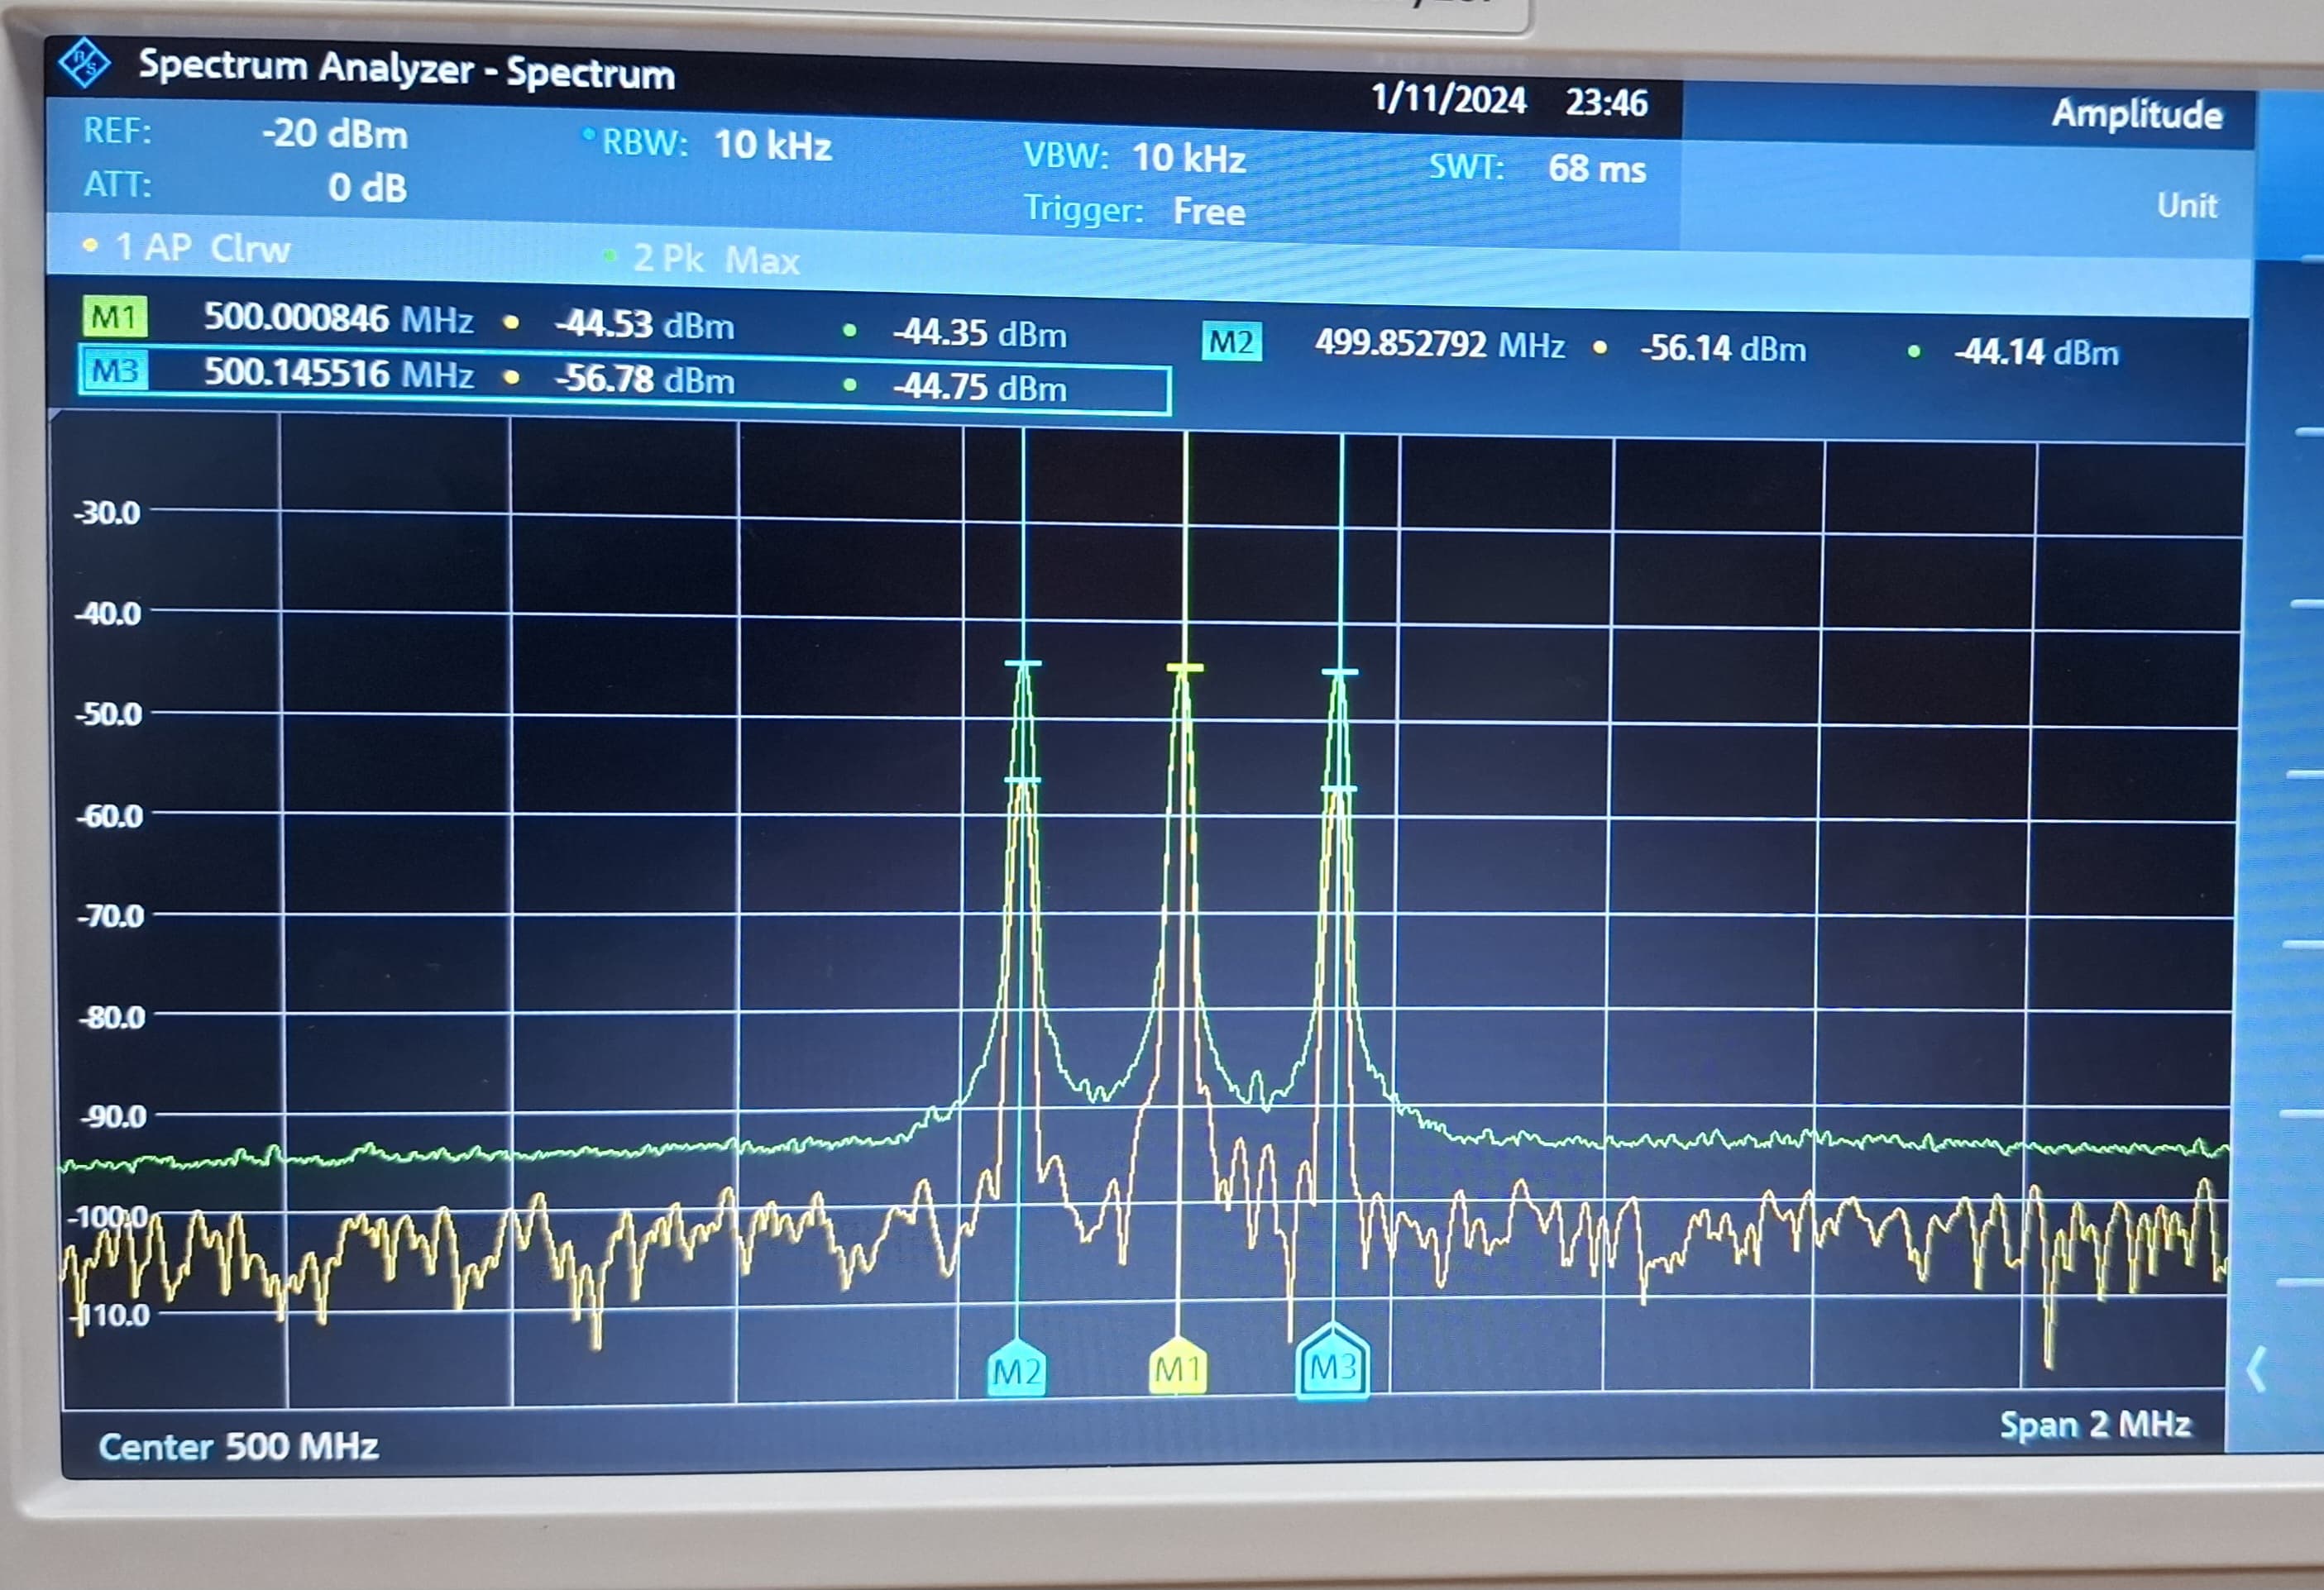 Spectrum Analyzer - Spectrum 1/11/2024 23:46 Amplitude
REF: -20 dBm RBW: 10 kHz VBW: 10 kHz SWT: 68 ms
ATT: 0 dB Trigger: Free Unit
1 AP Clrw 2 Pk Max
M1 500.000846 MHz -44.53 dBm -44.35 dBm M2 499.852792 MHz -56.14 dBm -44.14 dBm
M3 500.145516 MHz -56.78 dBm -44.75 dBm
-30.0
-40.0
-50.0
-60.0
-70.0
-80.0
-90.0
-100.0
-110.0
M2 M1 M3
Center 500 MHz Span 2 MHz